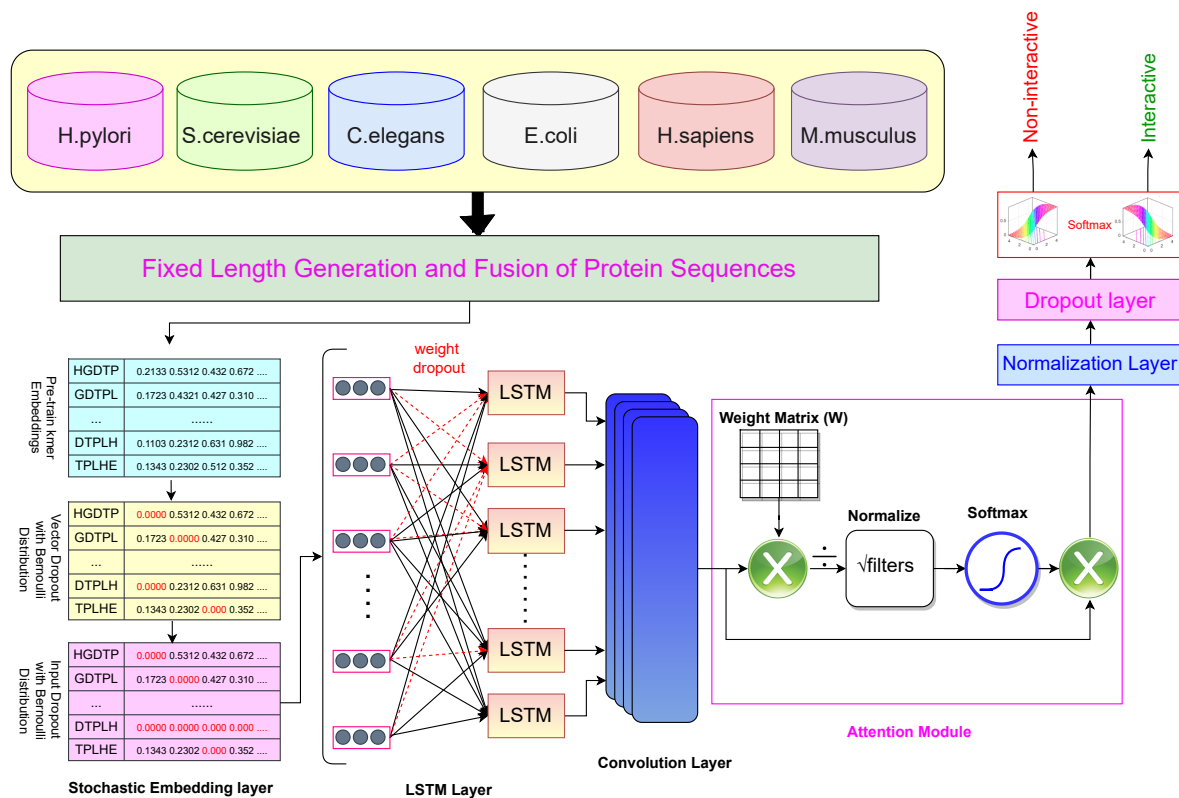 H.pylori
S.cerevisiae
C.elegans
E.coli
H.sapiens
M.musculus
Non-interactive
Interactive
Softmax
Fixed Length Generation and Fusion of Protein Sequences
Dropout layer
Normalization Layer
Pre-train kmer
Embeddings
HGDTP 0.2133 0.5312 0.432 0.672 ....
GDTPL 0.1723 0.4321 0.427 0.310 ....
... ......
DTPLH 0.1103 0.2312 0.631 0.982 ....
TPLHE 0.1343 0.2302 0.512 0.352 ....
Vector Dropout
with Bernoulli
Distribution
HGDTP 0.0000 0.5312 0.432 0.672 ....
GDTPL 0.1723 0.0000 0.427 0.310 ....
... ......
DTPLH 0.0000 0.2312 0.631 0.982 ....
TPLHE 0.1343 0.2302 0.000 0.352 ....
Input Dropout
with Bernoulli
Distribution
HGDTP 0.0000 0.5312 0.432 0.672 ....
GDTPL 0.1723 0.0000 0.427 0.310 ....
... ......
DTPLH 0.0000 0.0000 0.000 0.000 ....
TPLHE 0.1343 0.2302 0.000 0.352 ....
Stochastic Embedding layer
weight
dropout
LSTM
LSTM
LSTM
LSTM
LSTM
LSTM Layer
Convolution Layer
Weight Matrix (W)
X
÷
÷
Normalize
√filters
Softmax
X
Attention Module